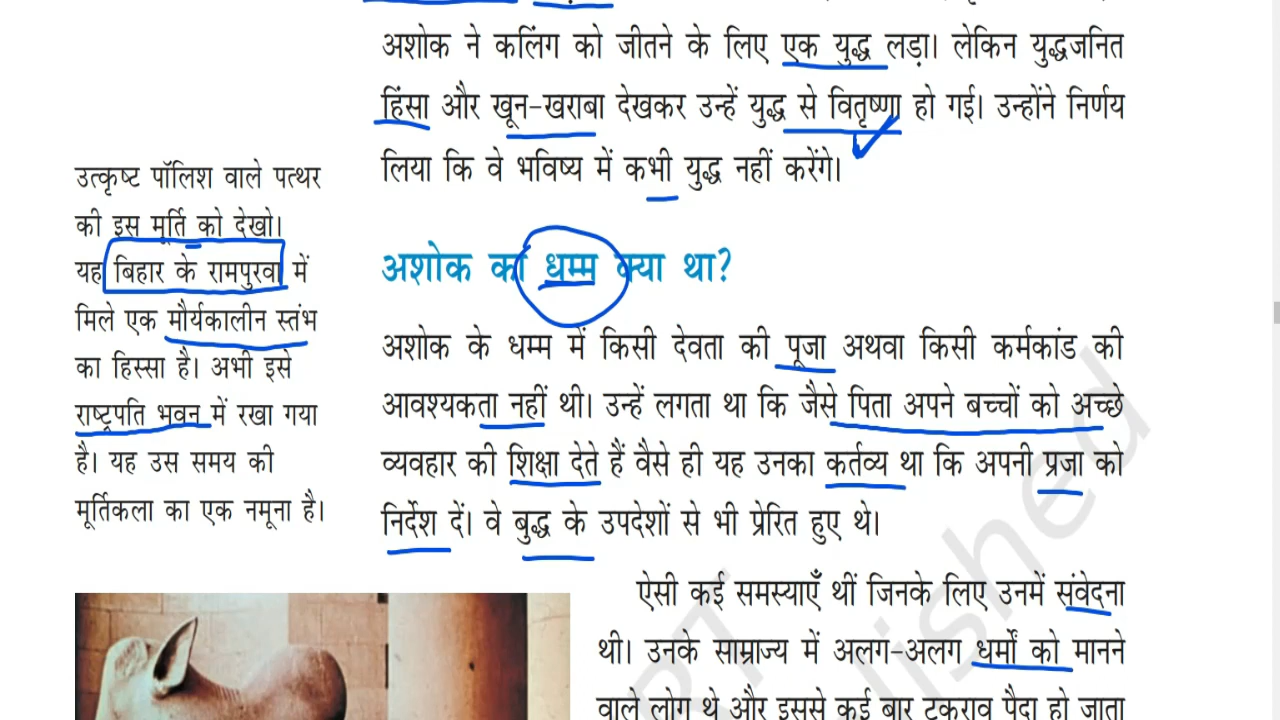 अशोक ने कलिंग को जीतने के लिए एक युद्ध लड़ा। लेकिन युद्धजनित
हिंसा और खून-खराबा देखकर उन्हें युद्ध से वितृष्णा हो गई। उन्होंने निर्णय
लिया कि वे भविष्य में कभी युद्ध नहीं करेंगे।
उत्कृष्ट पॉलिश वाले पत्थर
की इस मूर्ति को देखो।
यह बिहार के रामपुरवा में
मिले एक मौर्यकालीन स्तंभ
का हिस्सा है। अभी इसे
राष्ट्रपति भवन में रखा गया
है। यह उस समय की
मूर्तिकला का एक नमूना है।
अशोक का धम्म क्या था?
अशोक के धम्म में किसी देवता की पूजा अथवा किसी कर्मकांड की
आवश्यकता नहीं थी। उन्हें लगता था कि जैसे पिता अपने बच्चों को अच्छे
व्यवहार की शिक्षा देते हैं वैसे ही यह उनका कर्तव्य था कि अपनी प्रजा को
निर्देश दें। वे बुद्ध के उपदेशों से भी प्रेरित हुए थे।
ऐसी कई समस्याएँ थीं जिनके लिए उनमें संवेदना
थी। उनके साम्राज्य में अलग-अलग धर्मों को मानने
वाले लोग थे और इससे कई बार टकराव पैदा हो जाता